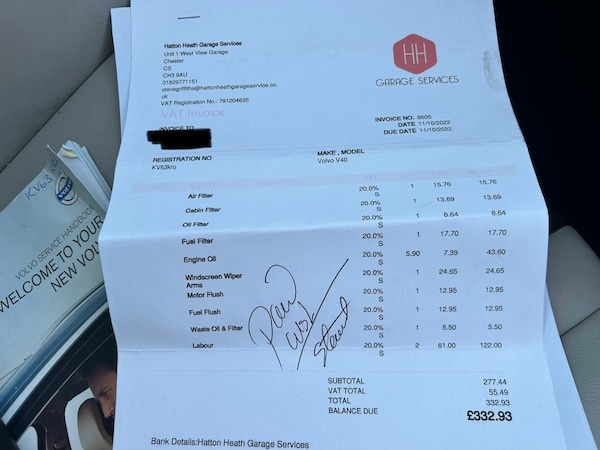 Hatton Heath Garage Services
Unit 1 West View Garage
Chester
CS
CH3 9AU
01829771151
stevegriffiths@hattonheathgarageservice.co.
uk
VAT Registration No.: 791204635
HH
GARAGE SERVICES
VAT Invoice
INVOICE TO
INVOICE NO. 8605
DATE 11/10/2022
DUE DATE 11/10/2022
REGISTRATION NO MAKE , MODEL
KV63kru Volvo V40
Air Filter 20.0% S 1 15.76 15.76
Cabin Filter 20.0% S 1 13.69 13.69
Oil Filter 20.0% S 1 8.64 8.64
Fuel Filter 20.0% S 1 17.70 17.70
Engine Oil 20.0% S 5.90 7.39 43.60
Windscreen Wiper 20.0% S 1 24.65 24.65
Arms
Motor Flush 20.0% S 1 12.95 12.95
Fuel Flush 20.0% S 1 12.95 12.95
Waste Oil & Filter 20.0% S 1 5.50 5.50
Labour 20.0% S 2 61.00 122.00
SUBTOTAL 277.44
VAT TOTAL 55.49
TOTAL 332.93
BALANCE DUE £332.93
Bank Details:Hatton Heath Garage Services
KV63
VOLVO
VOLVO SERVICE HANDBOOK
WELCOME TO YOUR
NEW